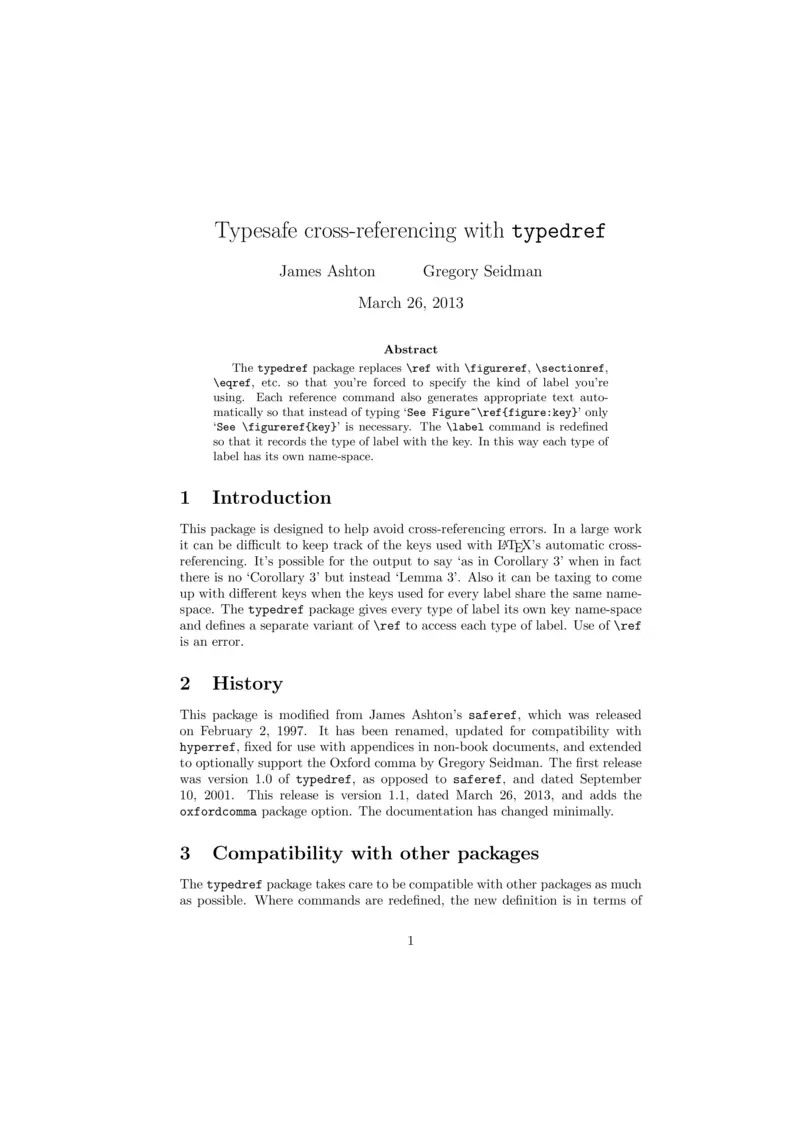 Typesafe cross-referencing with typedref
James Ashton Gregory Seidman
March 26, 2013
Abstract
The typedref package replaces \ref with \figureref, \sectionref,
\eqref, etc. so that you're forced to specify the kind of label you're
using. Each reference command also generates appropriate text auto-
matically so that instead of typing ‘See Figure~\ref{figure:key}’ only
‘See \figureref{key}’ is necessary. The \label command is redefined
so that it records the type of label with the key. In this way each type of
label has its own name-space.
1 Introduction
This package is designed to help avoid cross-referencing errors. In a large work
it can be difficult to keep track of the keys used with LATEX's automatic cross-
referencing. It's possible for the output to say ‘as in Corollary 3’ when in fact
there is no ‘Corollary 3’ but instead ‘Lemma 3’. Also it can be taxing to come
up with different keys when the keys used for every label share the same name-
space. The typedref package gives every type of label its own key name-space
and defines a separate variant of \ref to access each type of label. Use of \ref
is an error.
2 History
This package is modified from James Ashton's saferef, which was released
on February 2, 1997. It has been renamed, updated for compatibility with
hyperref, fixed for use with appendices in non-book documents, and extended
to optionally support the Oxford comma by Gregory Seidman. The first release
was version 1.0 of typedref, as opposed to saferef, and dated September
10, 2001. This release is version 1.1, dated March 26, 2013, and adds the
oxfordcomma package option. The documentation has changed minimally.
3 Compatibility with other packages
The typedref package takes care to be compatible with other packages as much
as possible. Where commands are redefined, the new definition is in terms of
1